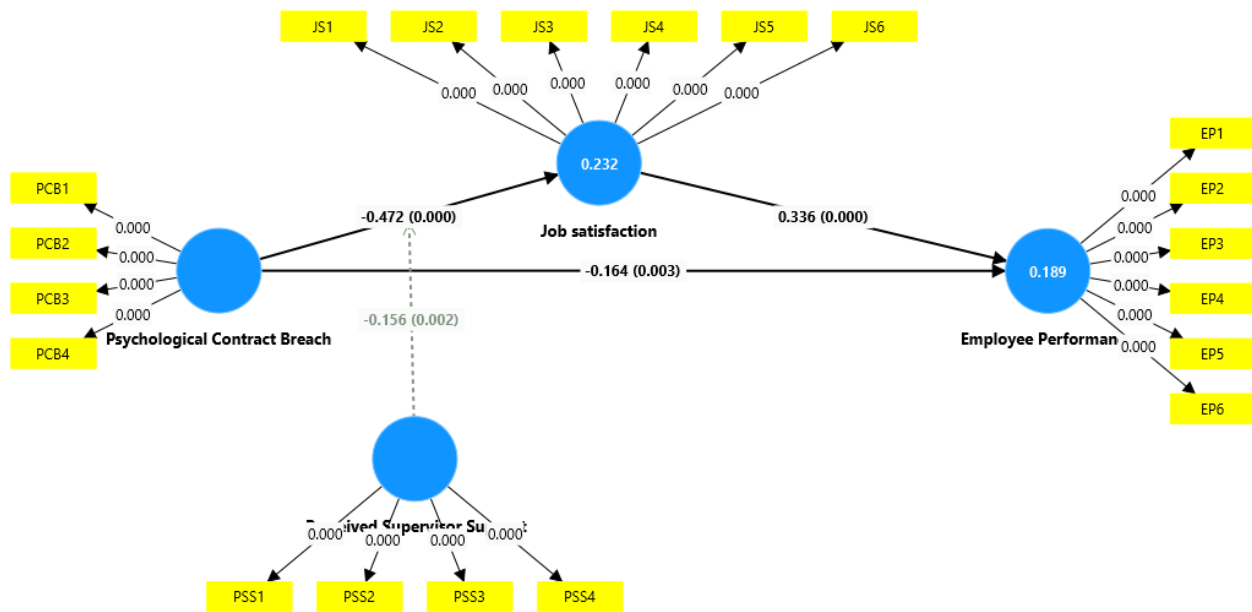 JS1
JS2
JS3
JS4
JS5
JS6
0.000
0.000
0.000
0.000
0.000
0.000
0.232
Job satisfaction
PCB1
PCB2
PCB3
PCB4
0.000
0.000
0.000
0.000
Psychological Contract Breach
-0.472 (0.000)
0.336 (0.000)
-0.164 (0.003)
-0.156 (0.002)
EP1
EP2
EP3
EP4
EP5
EP6
0.000
0.000
0.000
0.000
0.000
0.000
0.189
Employee Performan
Supervisor
0.000
0.000
0.000
0.000
PSS1
PSS2
PSS3
PSS4